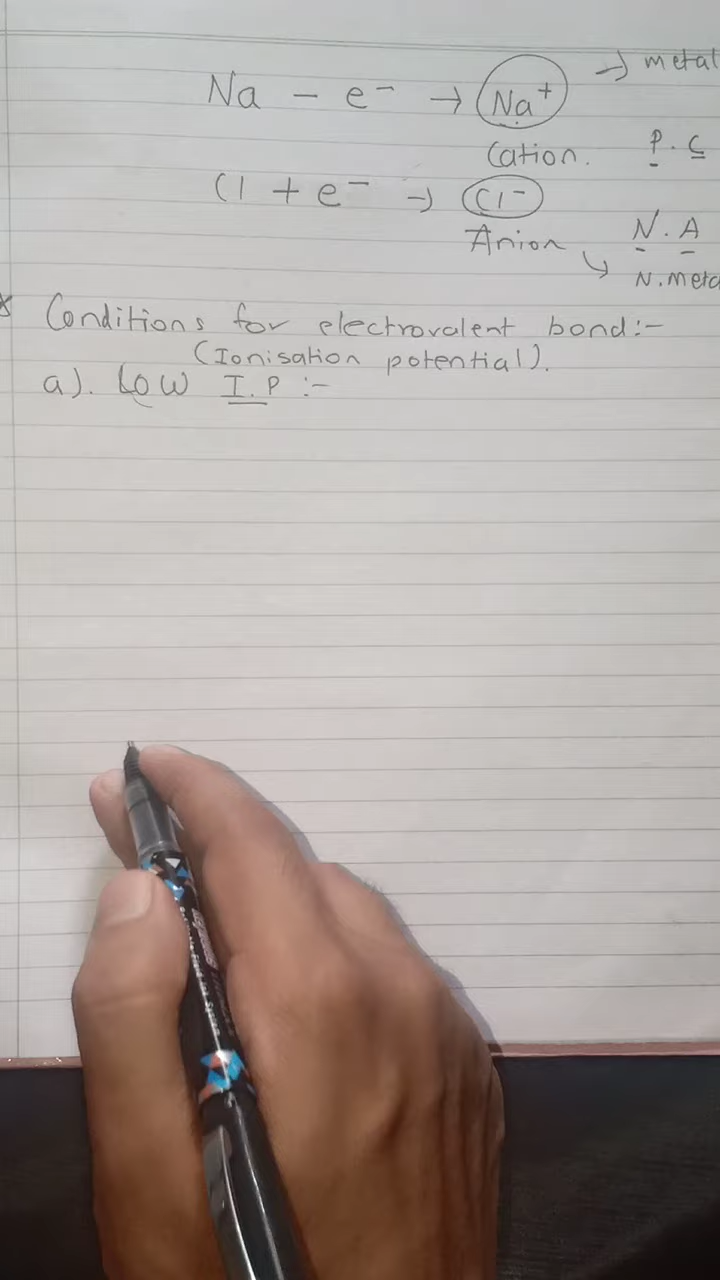 Na - e⁻ → Na⁺ → metal
Cation. P. C
Cl + e⁻ → Cl⁻
Anion N. A
N.meta
Conditions for electrovalent bond:-
(Ionisation potential).
a). Low I.P :-